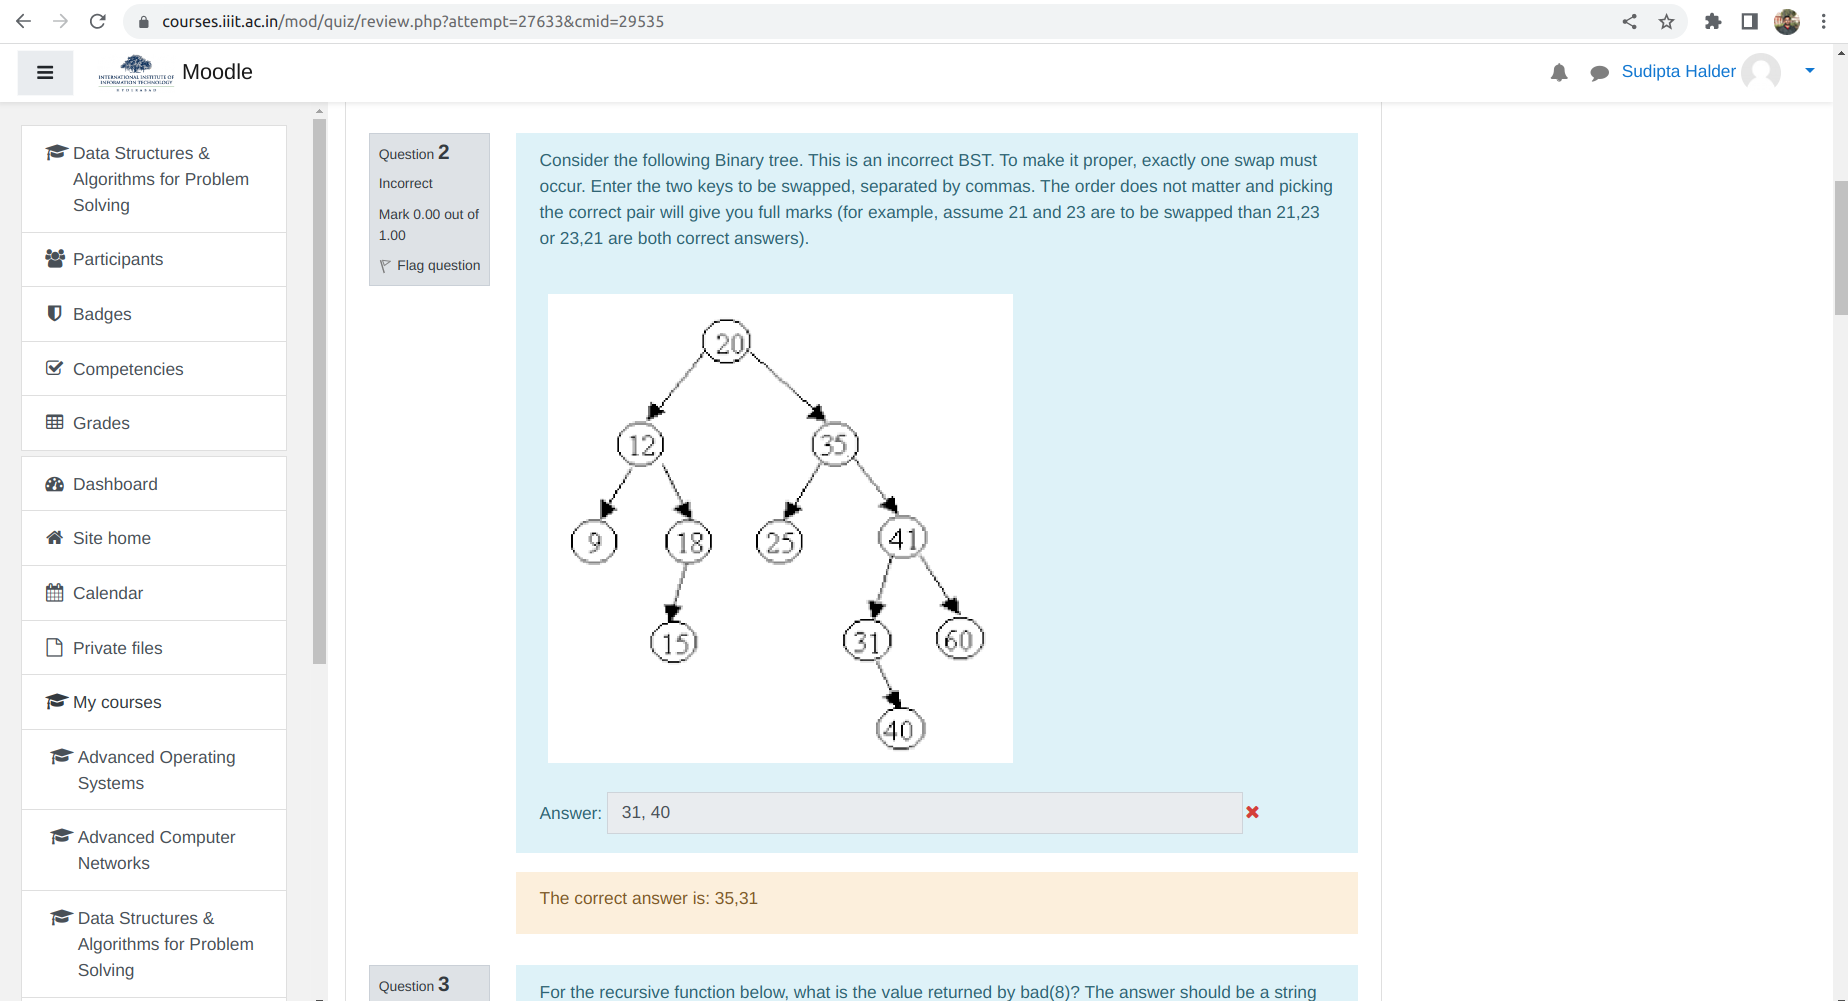 courses.iiit.ac.in/mod/quiz/review.php?attempt=27633&cmid=29535
INTERNATIONAL INSTITUTE OF
INFORMATION TECHNOLOGY
HYDERABAD
Moodle
Sudipta Halder
Data Structures &
Algorithms for Problem
Solving
Participants
Badges
Competencies
Grades
Dashboard
Site home
Calendar
Private files
My courses
Advanced Operating
Systems
Advanced Computer
Networks
Data Structures &
Algorithms for Problem
Solving
Question 2
Incorrect
Mark 0.00 out of
1.00
Flag question
Consider the following Binary tree. This is an incorrect BST. To make it proper, exactly one swap must
occur. Enter the two keys to be swapped, separated by commas. The order does not matter and picking
the correct pair will give you full marks (for example, assume 21 and 23 are to be swapped than 21,23
or 23,21 are both correct answers).
20
12 35
9 18 25 41
15 31 60
40
Answer: 31, 40
The correct answer is: 35,31
Question 3
For the recursive function below, what is the value returned by bad(8)? The answer should be a string